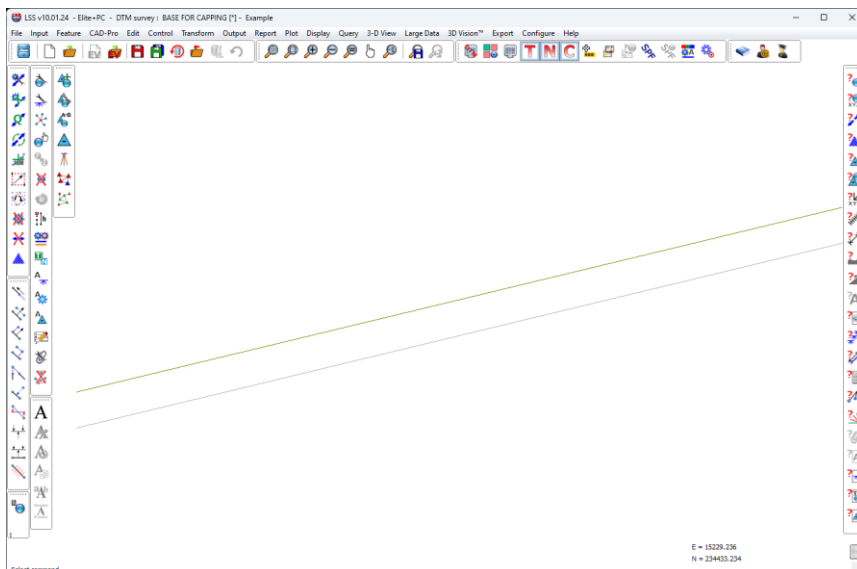 LSS v10.01.24 - Elite+PC - DTM survey : BASE FOR CAPPING [*] - Example
File Input Feature CAD-Pro Edit Control Transform Output Report Plot Display Query 3-D View Large Data 3D Vision™ Export Configure Help
T N C
A
E = 15229.236
N = 234433.234
Select command